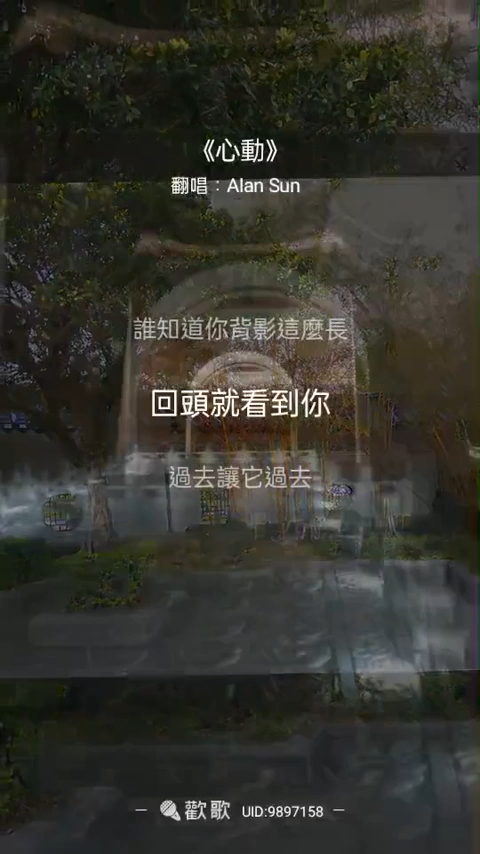 《心動》
翻唱：Alan Sun
誰知道你背影這麼長
回頭就看到你
過去讓它過去
歡歌 UID:9897158